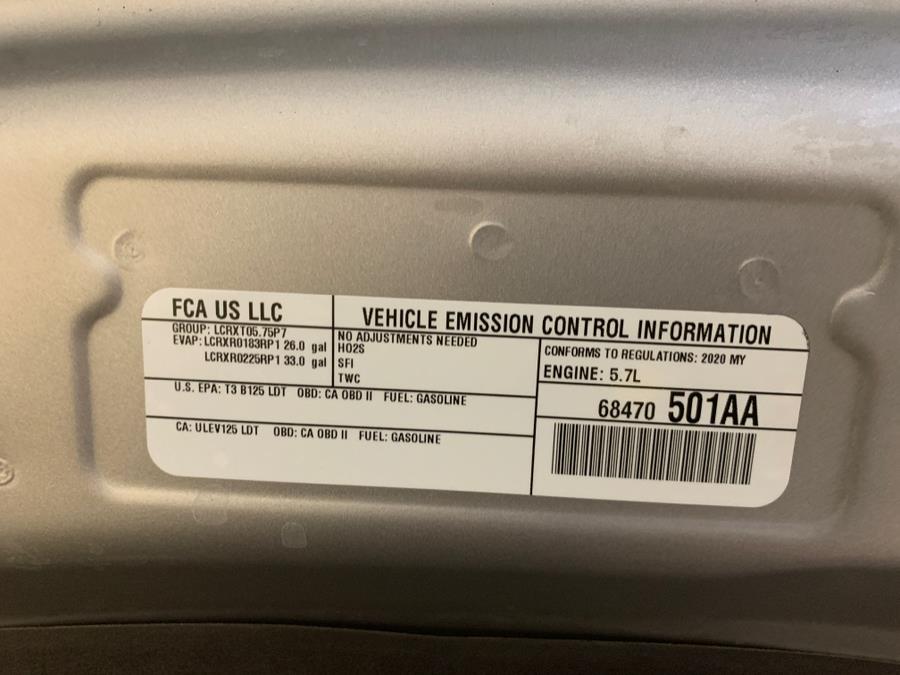 FCA US LLC
VEHICLE EMISSION CONTROL INFORMATION
GROUP: LCRXT05.75P7
EVAP: LCRXR0183RP1 26.0 gal
LCRXR0225RP1 33.0 gal
NO ADJUSTMENTS NEEDED
HO2S
SFI
TWC
CONFORMS TO REGULATIONS: 2020 MY
ENGINE: 5.7L
U.S. EPA: T3 B125 LDT OBD: CA OBD II FUEL: GASOLINE
CA: ULEV125 LDT OBD: CA OBD II FUEL: GASOLINE
68470 501AA